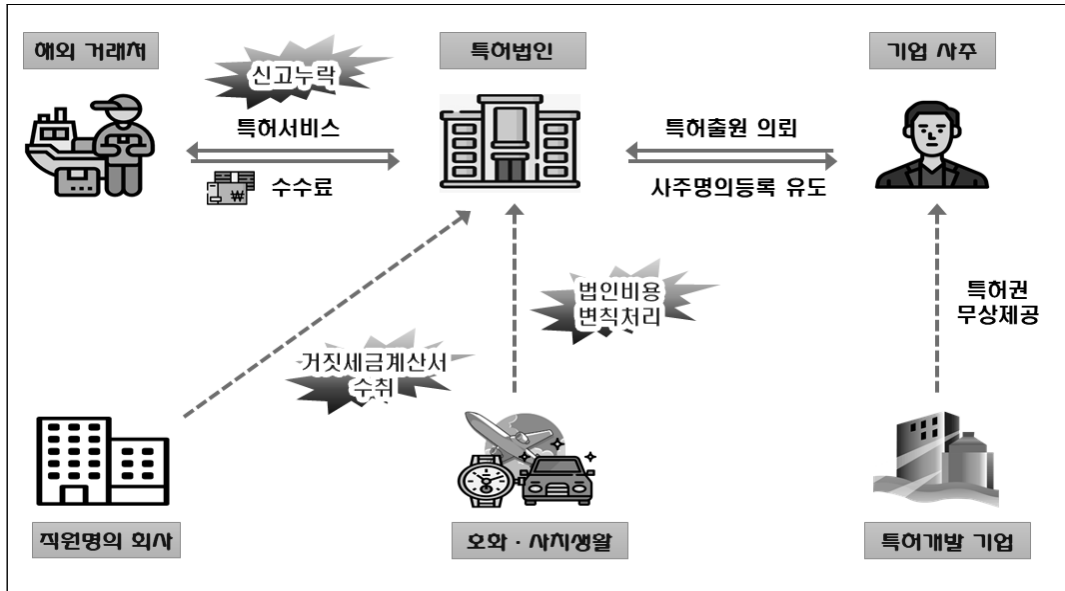 해외 거래처
특허법인
기업 사주
신고누락
특허서비스
수수료
₩
특허출원 의뢰
사주명의등록 유도
법인비용
변칙처리
특허권
무상제공
거짓세금계산서
수취
직원명의 회사
호화 · 사치생활
특허개발 기업